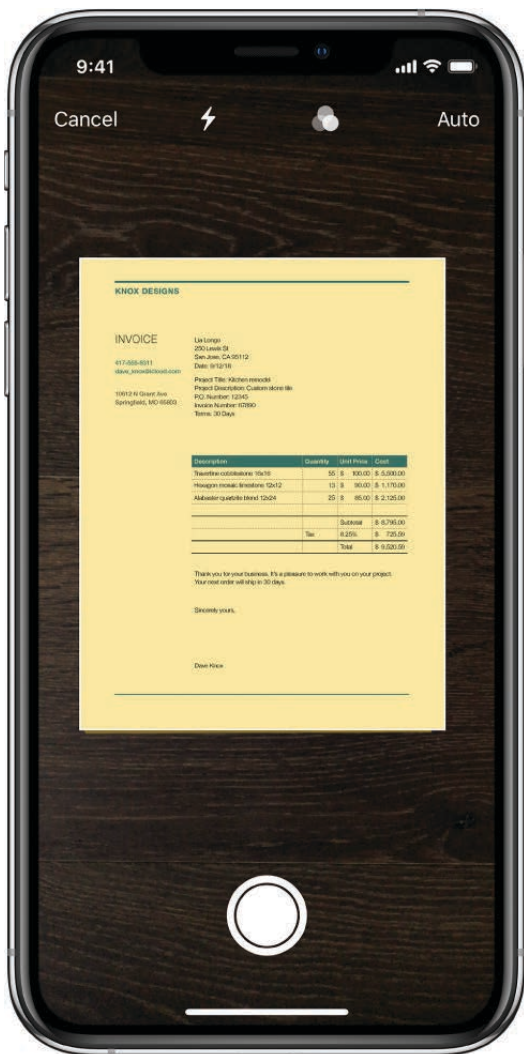 9:41
Cancel
Auto
KNOX DESIGNS
INVOICE
417-555-9311
dave_knox@icloud.com
10612 N Grant Ave
Springfield, MO 65803
Lia Longo
250 Lewis St
San Jose, CA 95112
Date: 9/12/18
Project Title: Kitchen remodel
Project Description: Custom stone tile
P.O. Number: 12345
Invoice Number: 67890
Terms: 30 Days
Description Quantity Unit Price Cost
Travertine cobblestone 16x16 55 $ 100.00 $ 5,500.00
Hexagon mosaic limestone 12x12 13 $ 90.00 $ 1,170.00
Alabaster quartzite blend 12x24 25 $ 85.00 $ 2,125.00
Subtotal $ 8,795.00
Tax 8.25% $ 725.59
Total $ 9,520.59
Thank you for your business. It's a pleasure to work with you on your project.
Your next order will ship in 30 days.
Sincerely yours,
Dave Knox